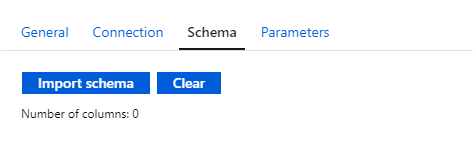 General Connection Schema Parameters
Import schema Clear
Number of columns: 0